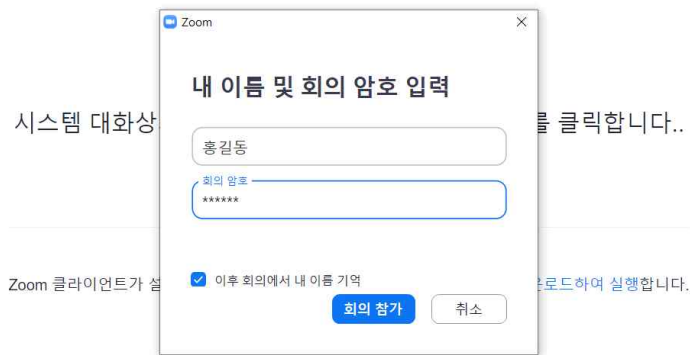 Zoom
내 이름 및 회의 암호 입력
시스템 대화상 를 클릭합니다..
홍길동
회의 암호
******
이후 회의에서 내 이름 기억
Zoom 클라이언트가 설 운로드하여 실행합니다.
회의 참가 취소